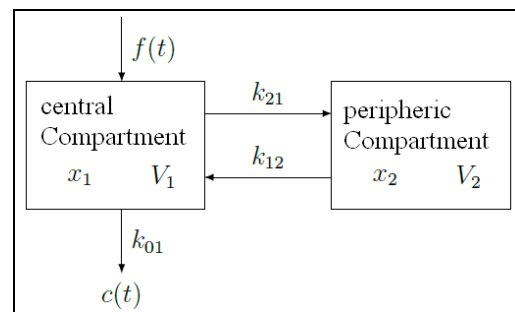 f(t)
central
Compartment
x₁ V₁
k₂₁
k₁₂
peripheric
Compartment
x₂ V₂
k₀₁
c(t)